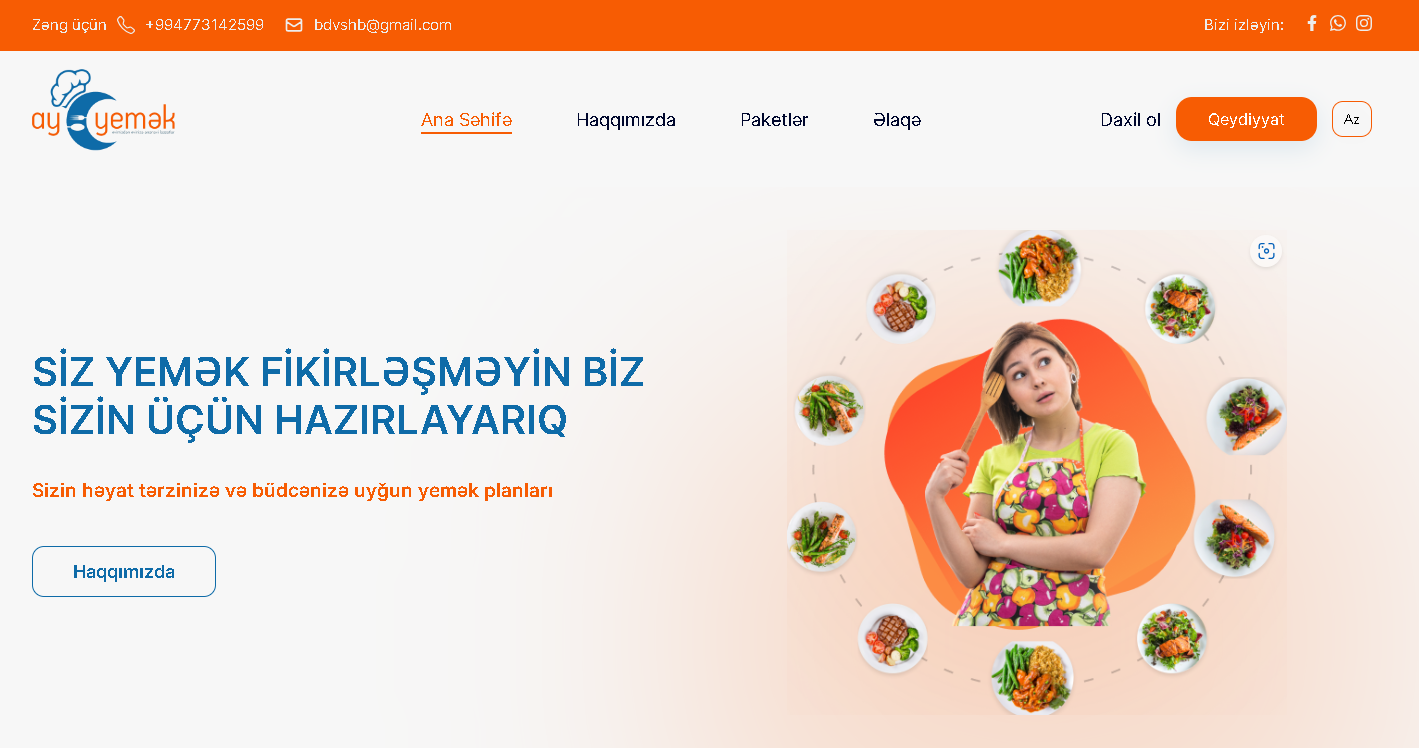 Zəng üçün +994773142599 bdvshb@gmail.com Bizi izləyin:
ay yemək
Ana Səhifə Haqqımızda Paketlər Əlaqə Daxil ol Qeydiyyat Az
SİZ YEMƏK FİKİRLƏŞMƏYİN BİZ
SİZİN ÜÇÜN HAZIRLAYARIQ
Sizin həyat tərzinizə və büdcənizə uyğun yemək planları
Haqqımızda